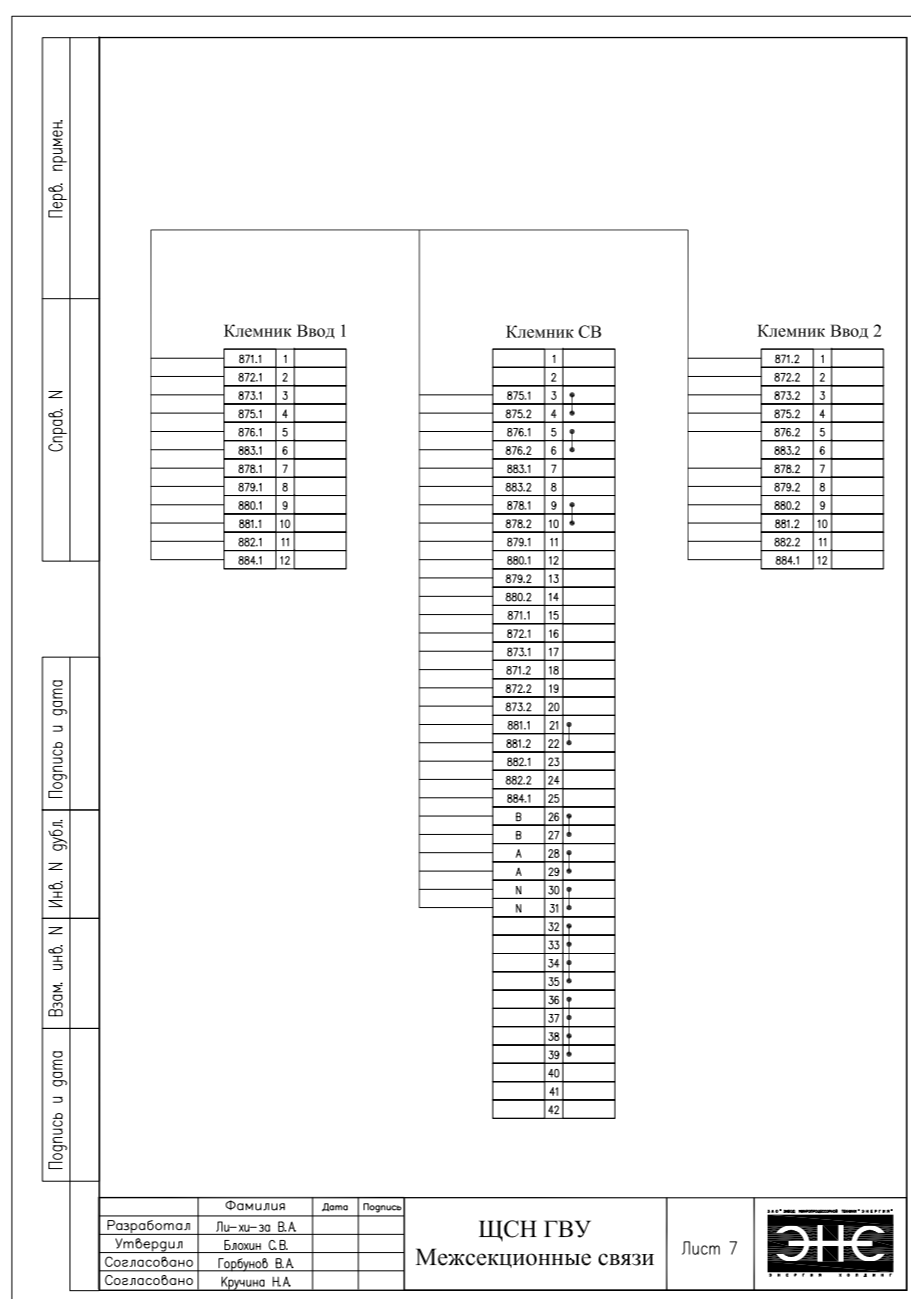 Перв. примен.
Справ. N
Подпись и дата
Инв. N дубл.
Взам. инв. N
Подпись и дата
Клемник Ввод 1
871.1 1
872.1 2
873.1 3
875.1 4
876.1 5
883.1 6
878.1 7
879.1 8
880.1 9
881.1 10
882.1 11
884.1 12
Клемник СВ
1
2
875.1 3
875.2 4
876.1 5
876.2 6
883.1 7
883.2 8
878.1 9
878.2 10
879.1 11
880.1 12
879.2 13
880.2 14
871.1 15
872.1 16
873.1 17
871.2 18
872.2 19
873.2 20
881.1 21
881.2 22
882.1 23
882.2 24
884.1 25
B 26
B 27
A 28
A 29
N 30
N 31
32
33
34
35
36
37
38
39
40
41
42
Клемник Ввод 2
871.2 1
872.2 2
873.2 3
875.2 4
876.2 5
883.2 6
878.2 7
879.2 8
880.2 9
881.2 10
882.2 11
884.1 12
Фамилия Дата Подпись
Разработал Ли-хи-за В.А.
Утвердил Блохин С.В.
Согласовано Горбунов В.А.
Согласовано Кручина Н.А.
ЩСН ГВУ
Межсекционные связи
Лист 7
ЗАО "ЗАВОД МИКРОПРОЦЕССОРНОЙ ТЕХНИКИ "ЭНЕРГИЯ"
ЭНЕ
ЭНЕРГИЯ ХОЛДИНГ